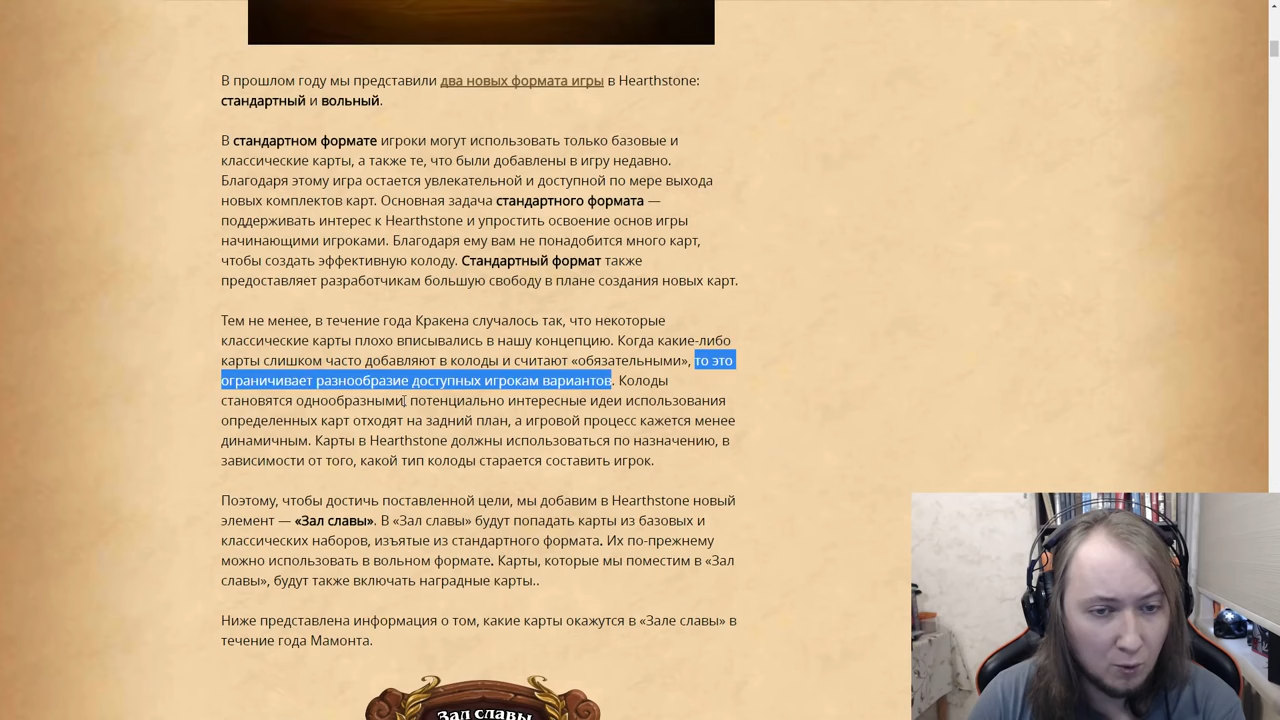 В прошлом году мы представили два новых формата игры в Hearthstone:
стандартный и вольный.
В стандартном формате игроки могут использовать только базовые и
классические карты, а также те, что были добавлены в игру недавно.
Благодаря этому игра остается увлекательной и доступной по мере выхода
новых комплектов карт. Основная задача стандартного формата —
поддерживать интерес к Hearthstone и упростить освоение основ игры
начинающими игроками. Благодаря ему вам не понадобится много карт,
чтобы создать эффективную колоду. Стандартный формат также
предоставляет разработчикам большую свободу в плане создания новых карт.
Тем не менее, в течение года Кракена случалось так, что некоторые
классические карты плохо вписывались в нашу концепцию. Когда какие-либо
карты слишком часто добавляют в колоды и считают «обязательными», то это
ограничивает разнообразие доступных игрокам вариантов. Колоды
становятся однообразными, потенциально интересные идеи использования
определенных карт отходят на задний план, а игровой процесс кажется менее
динамичным. Карты в Hearthstone должны использоваться по назначению, в
зависимости от того, какой тип колоды старается составить игрок.
Поэтому, чтобы достичь поставленной цели, мы добавим в Hearthstone новый
элемент — «Зал славы». В «Зал славы» будут попадать карты из базовых и
классических наборов, изъятые из стандартного формата. Их по-прежнему
можно использовать в вольном формате. Карты, которые мы поместим в «Зал
славы», будут также включать наградные карты..
Ниже представлена информация о том, какие карты окажутся в «Зале славы» в
течение года Мамонта.
Зал славы